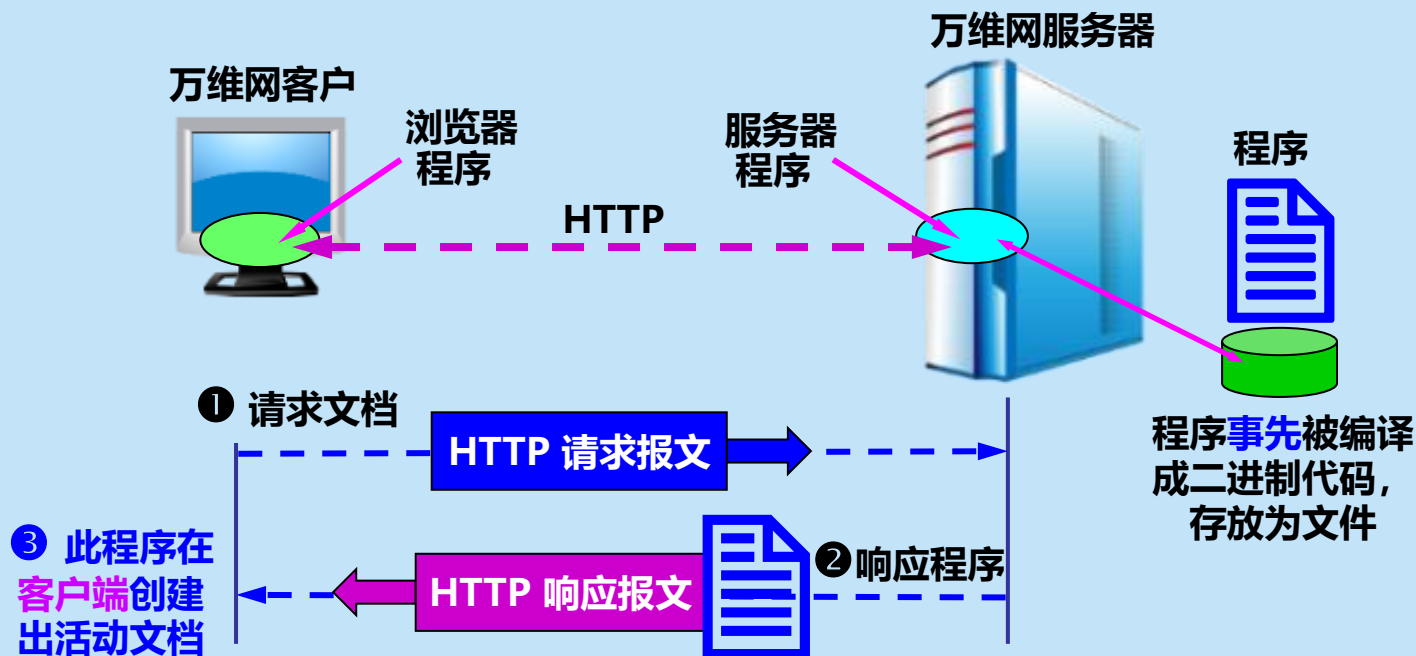 万维网服务器
万维网客户
浏览器
程序
服务器
程序
程序
HTTP
❶ 请求文档
HTTP 请求报文
程序事先被编译
成二进制代码，
存放为文件
❷响应程序
HTTP 响应报文
❸ 此程序在
客户端创建
出活动文档